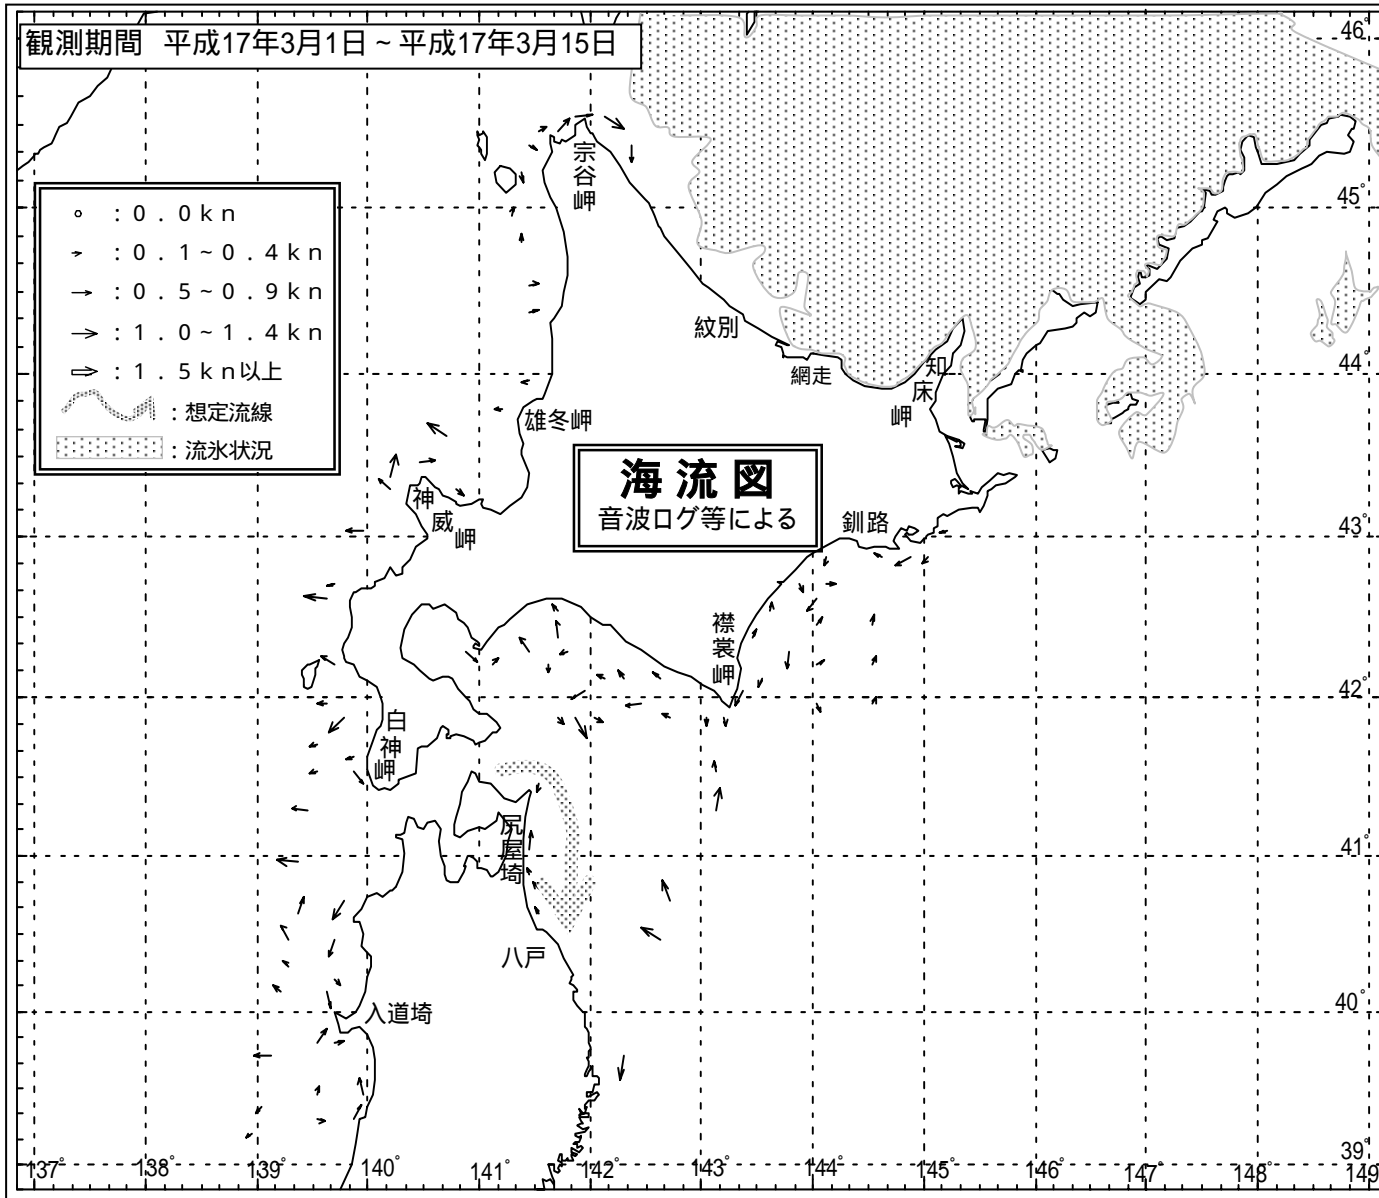 観測期間 平成17年3月1日～平成17年3月15日
：０．０ｋｎ
：０．１～０．４ｋｎ
：０．５～０．９ｋｎ
：１．０～１．４ｋｎ
：１．５ｋｎ以上
：想定流線
：流氷状況
海流図
音波ログ等による
宗谷岬
紋別
網走
知床岬
雄冬岬
神威岬
釧路
襟裳岬
白神岬
尻屋埼
八戸
入道埼
46°
45°
44°
43°
42°
41°
40°
39°
137° 138° 139° 140° 141° 142° 143° 144° 145° 146° 147° 148° 149°